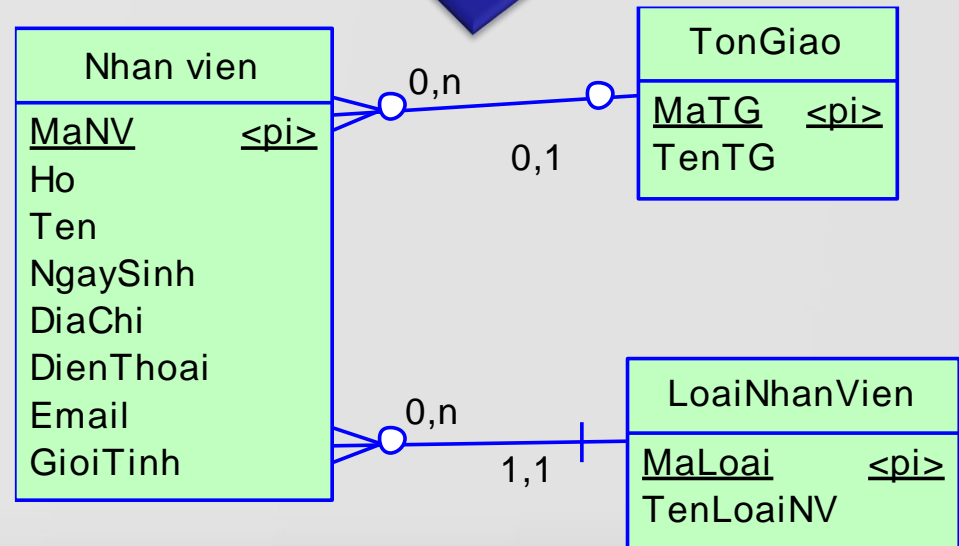 Nhan vien
MaNV <pi>
Ho
Ten
NgaySinh
DiaChi
DienThoai
Email
GioiTinh
0,n
0,1
TonGiao
MaTG <pi>
TenTG
0,n
1,1
LoaiNhanVien
MaLoai <pi>
TenLoaiNV